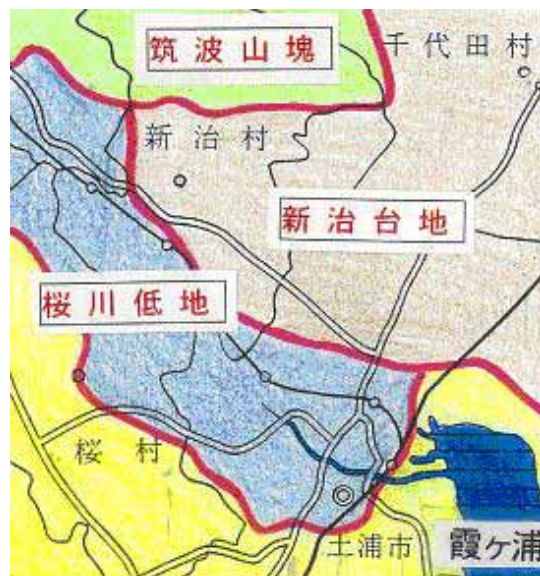 筑波山塊
千代田村
新治村
新治台地
桜川低地
桜村
土浦市
霞ヶ浦